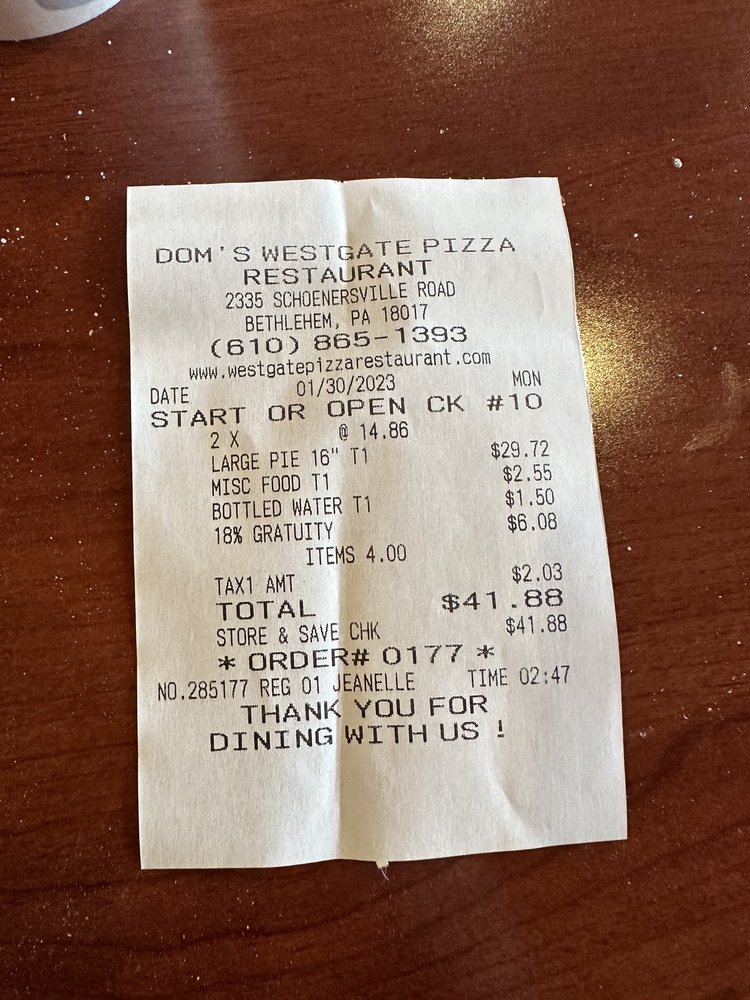 DOM'S WESTGATE PIZZA
RESTAURANT
2335 SCHOENERSVILLE ROAD
BETHLEHEM, PA 18017
(610) 865-1393
www.westgatepizzarestaurant.com
DATE 01/30/2023 MON
START OR OPEN CK #10
2 X @ 14.86
LARGE PIE 16" T1 $29.72
MISC FOOD T1 $2.55
BOTTLED WATER T1 $1.50
18% GRATUITY $6.08
ITEMS 4.00
TAX1 AMT $2.03
TOTAL $41.88
STORE & SAVE CHK $41.88
* ORDER# 0177 *
NO.285177 REG 01 JEANELLE TIME 02:47
THANK YOU FOR
DINING WITH US !